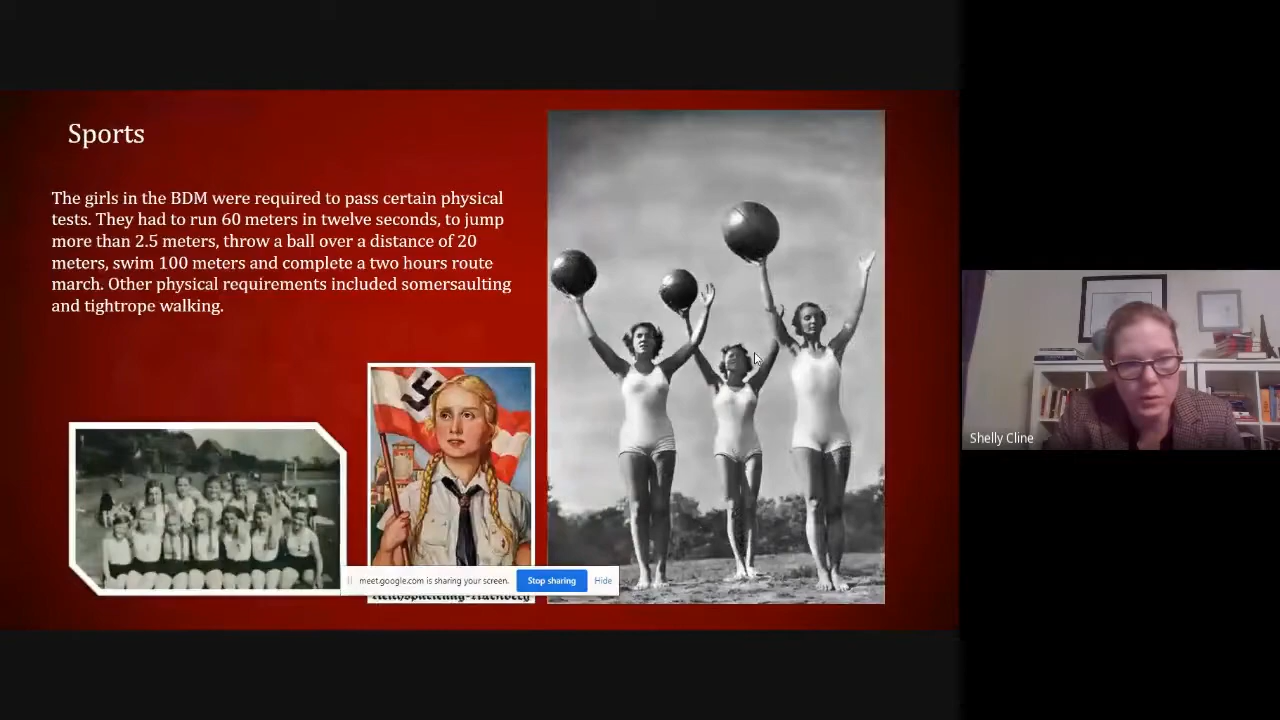 Sports
The girls in the BDM were required to pass certain physical
tests. They had to run 60 meters in twelve seconds, to jump
more than 2.5 meters, throw a ball over a distance of 20
meters, swim 100 meters and complete a two hours route
march. Other physical requirements included somersaulting
and tightrope walking.
meet.google.com is sharing your screen.
Stop sharing
Hide
Shelly Cline